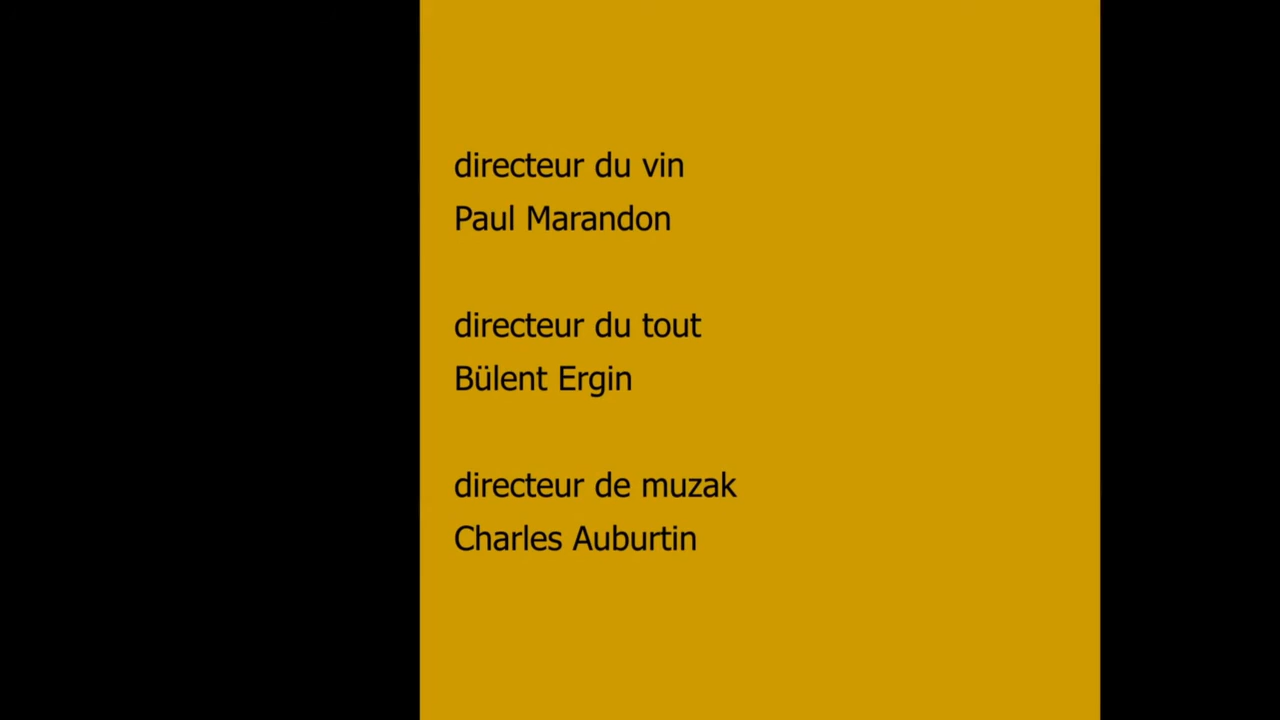 directeur du vin
Paul Marandon
directeur du tout
Bülent Ergin
directeur de muzak
Charles Auburtin